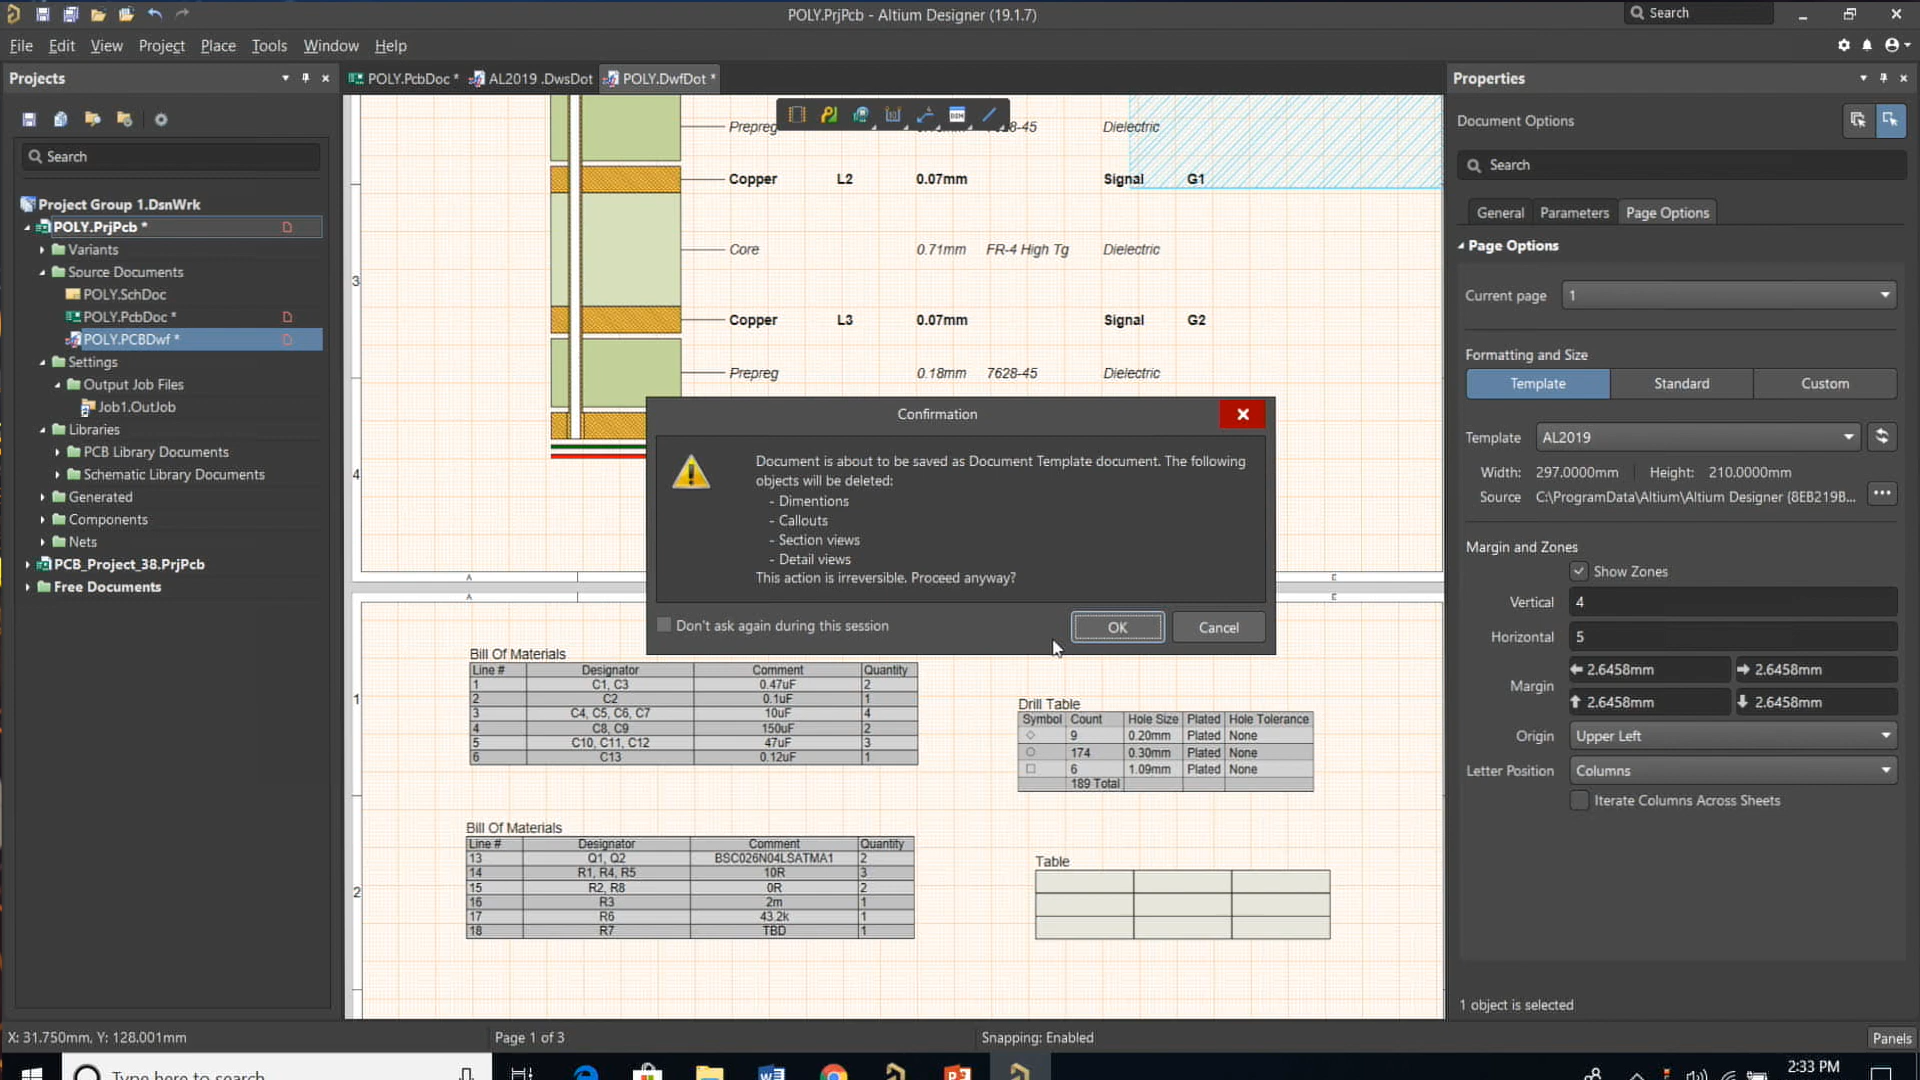 POLY.PrjPcb - Altium Designer (19.1.7)
Search
File Edit View Project Place Tools Window Help
Projects
POLY.PcbDoc *
AL2019 .DwsDot
POLY.DwfDot *
Search
Project Group 1.DsnWrk
POLY.PrjPcb *
Variants
Source Documents
POLY.SchDoc
POLY.PcbDoc *
POLY.PCBDwf *
Settings
Output Job Files
Job1.OutJob
Libraries
PCB Library Documents
Schematic Library Documents
Generated
Components
Nets
PCB_Project_38.PrjPcb
Free Documents
3
4
1
2
Prepreg 28-45 Dielectric
Copper L2 0.07mm Signal G1
Core 0.71mm FR-4 High Tg Dielectric
Copper L3 0.07mm Signal G2
Prepreg 0.18mm 7628-45 Dielectric
A E
A E
Confirmation
Document is about to be saved as Document Template document. The following
objects will be deleted:
- Dimentions
- Callouts
- Section views
- Detail views
This action is irreversible. Proceed anyway?
Don't ask again during this session
OK
Cancel
Bill Of Materials
Line # Designator Comment Quantity
1 C1, C3 0.47uF 2
2 C2 0.1uF 1
3 C4, C5, C6, C7 10uF 4
4 C8, C9 150uF 2
5 C10, C11, C12 47uF 3
6 C13 0.12uF 1
Drill Table
Symbol Count Hole Size Plated Hole Tolerance
9 0.20mm Plated None
174 0.30mm Plated None
6 1.09mm Plated None
189 Total
Bill Of Materials
Line # Designator Comment Quantity
13 Q1, Q2 BSC026N04LSATMA1 2
14 R1, R4, R5 10R 3
15 R2, R8 0R 2
16 R3 2m 1
17 R6 43.2k 1
18 R7 TBD 1
Table
Properties
Document Options
Search
General
Parameters
Page Options
Page Options
Current page 1
Formatting and Size
Template
Standard
Custom
Template AL2019
Width: 297.0000mm Height: 210.0000mm
Source C:\ProgramData\Altium\Altium Designer {8EB219B...
Margin and Zones
Show Zones
Vertical 4
Horizontal 5
2.6458mm 2.6458mm
Margin
2.6458mm 2.6458mm
Origin Upper Left
Letter Position Columns
Iterate Columns Across Sheets
1 object is selected
X: 31.750mm, Y: 128.001mm
Page 1 of 3
Snapping: Enabled
Panels
Type here to search
2:33 PM